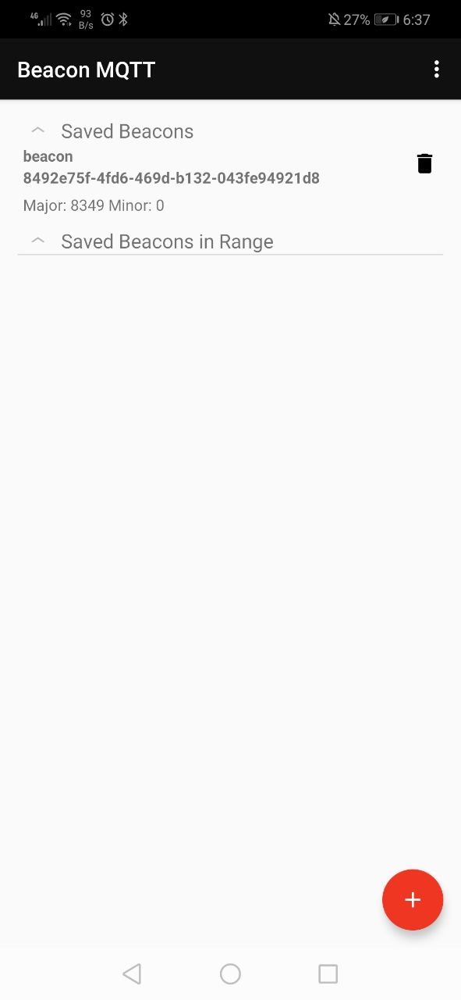 4G 93 B/s 27% 6:37
Beacon MQTT
Saved Beacons
beacon
8492e75f-4fd6-469d-b132-043fe94921d8
Major: 8349 Minor: 0
Saved Beacons in Range